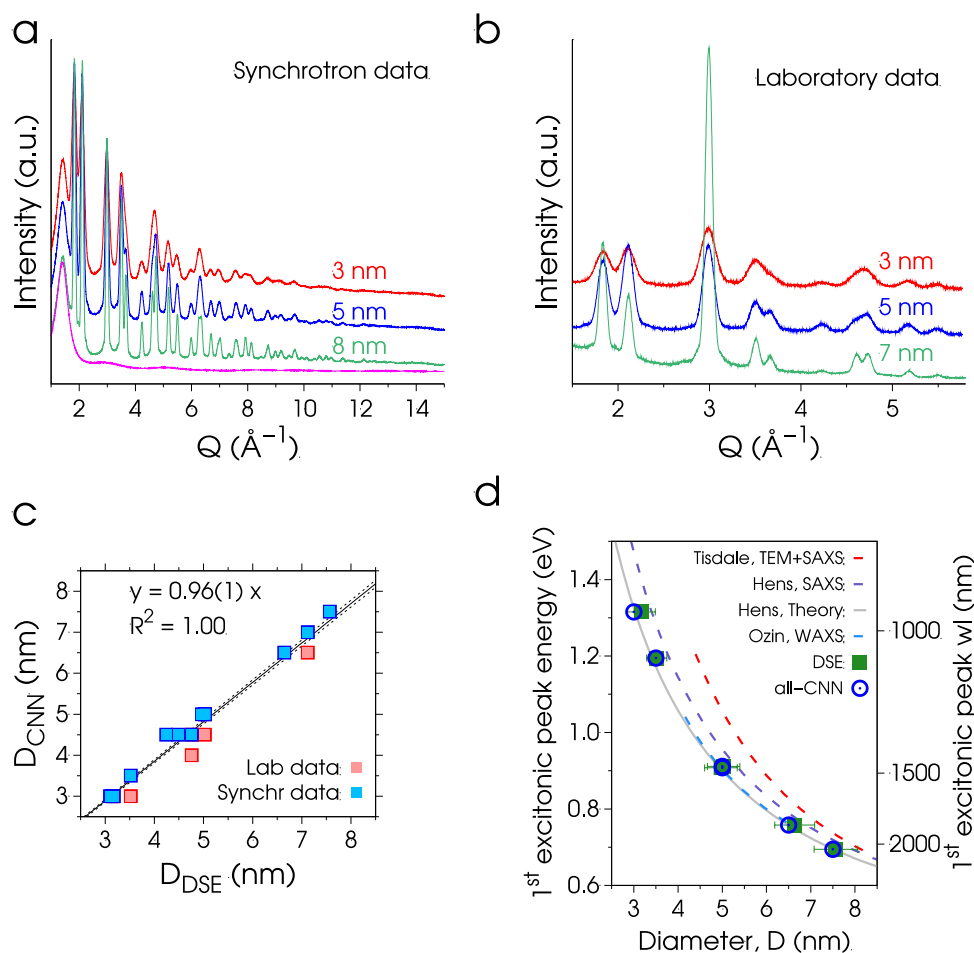 a
Synchrotron data
Intensity (a.u.)
3 nm
5 nm
8 nm
2 4 6 8 10 12 14
Q (Å⁻¹)
b
Laboratory data
Intensity (a.u.)
3 nm
5 nm
7 nm
2 3 4 5
Q (Å⁻¹)
c
y = 0.96(1) x
R² = 1.00
D_CNN (nm)
8
7
6
5
4
3
Lab data
Synchr data
3 4 5 6 7 8
D_DSE (nm)
d
1st excitonic peak energy (eV)
1.4
1.2
1.0
0.8
0.6
Tisdale, TEM+SAXS
Hens, SAXS
Hens, Theory
Ozin, WAXS
DSE
all-CNN
900
1500
2000
1st excitonic peak wl (nm)
3 4 5 6 7 8
Diameter, D (nm)